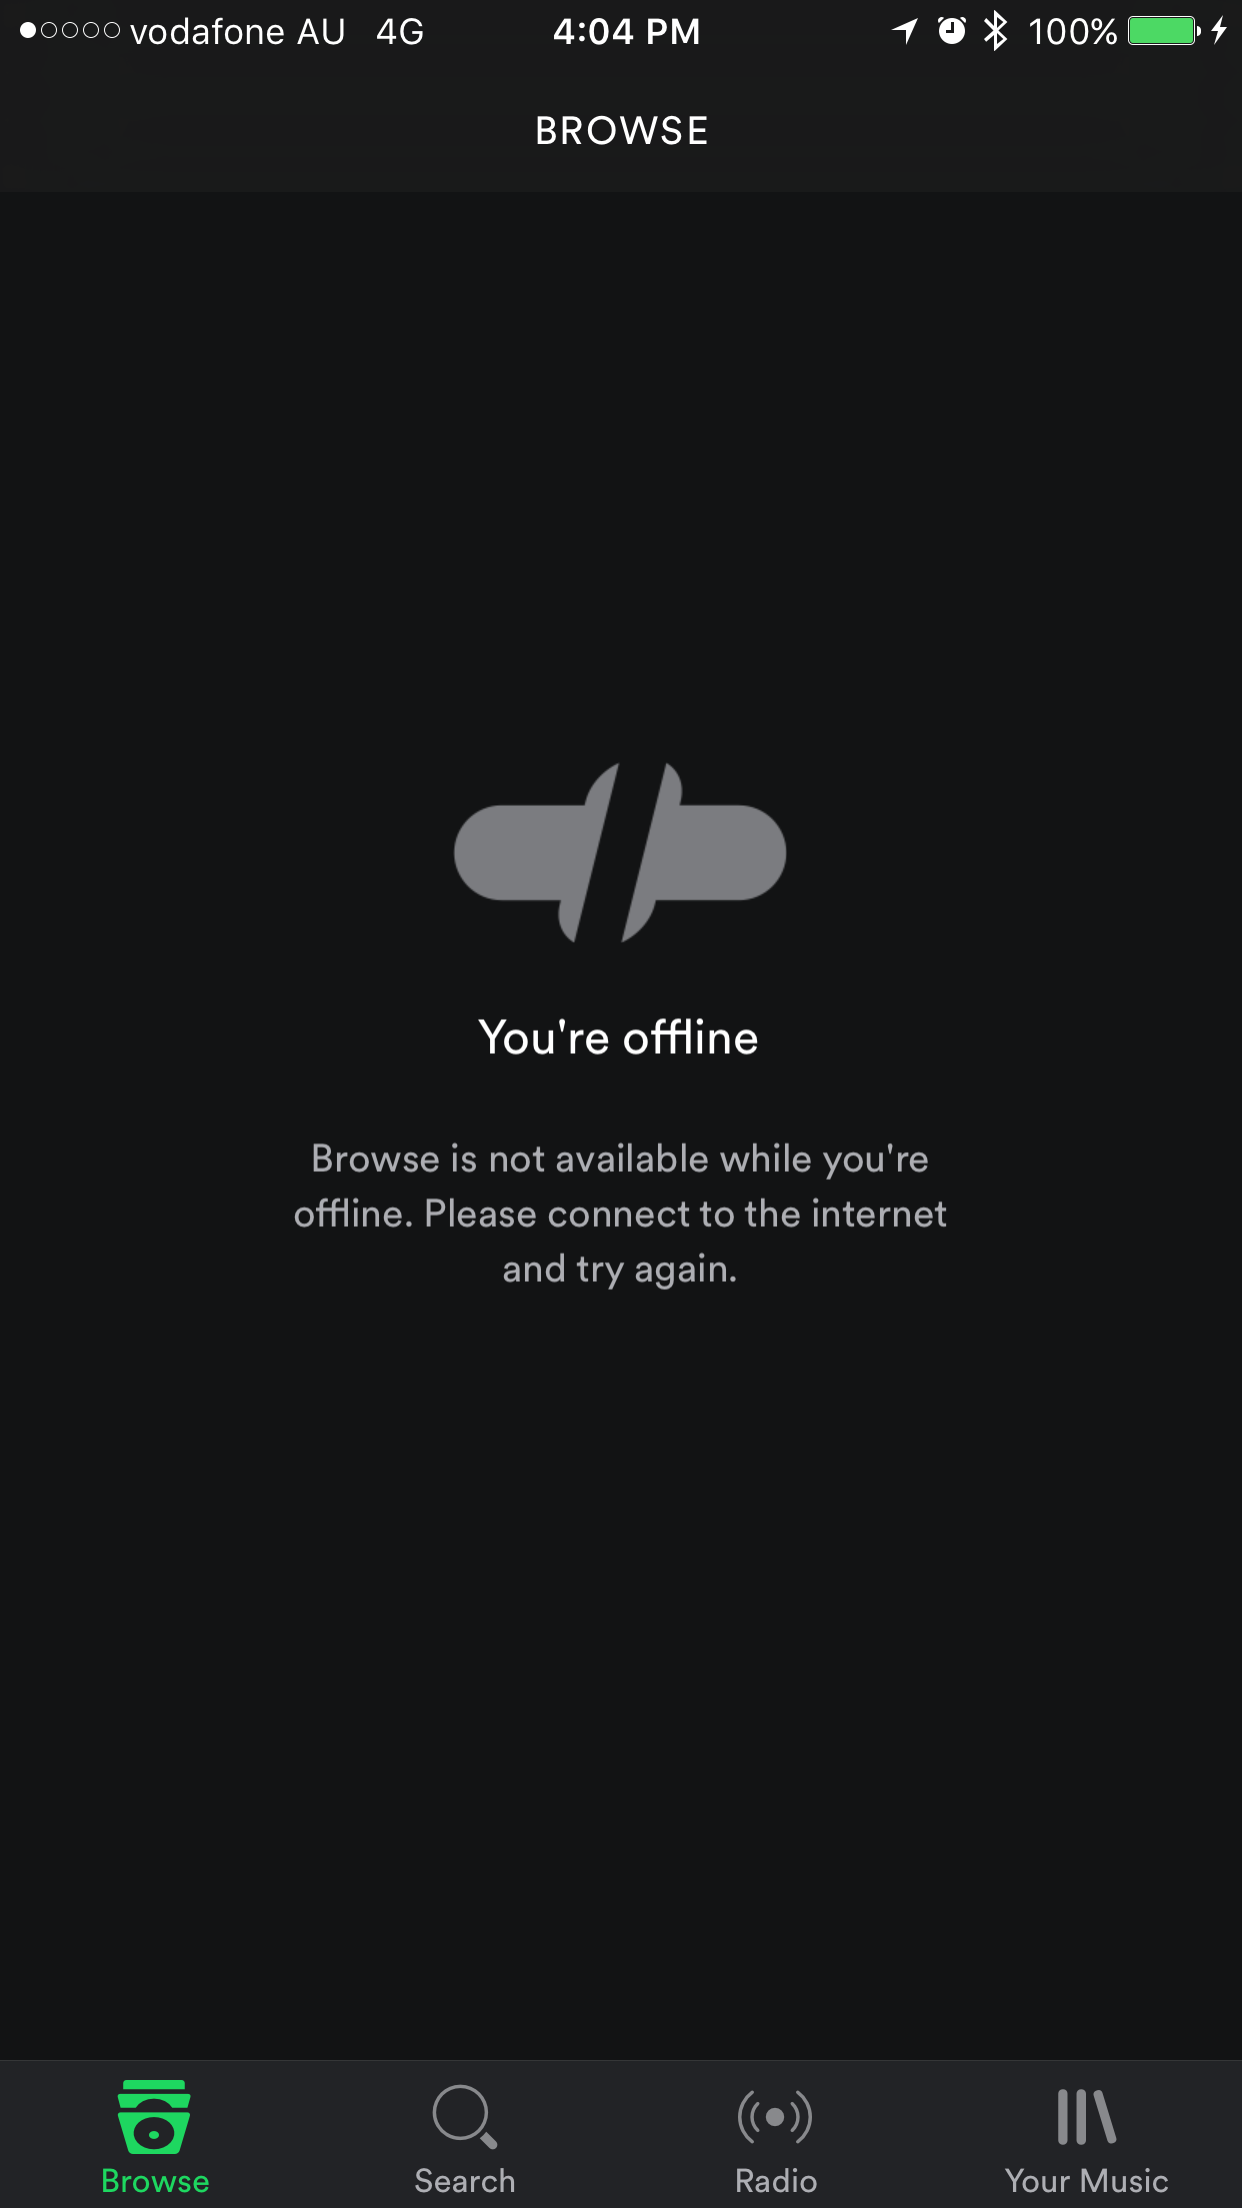 vodafone AU 4G 4:04 PM 100%
BROWSE
You're offline
Browse is not available while you're
offline. Please connect to the internet
and try again.
Browse Search Radio Your Music